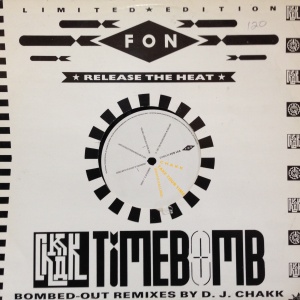 LIMITED★EDITION
120
FON
★ RELEASE THE HEAT ★
CHAKK TIMEBOMB
BOMBED-OUT REMIXES BY D. J. CHAKK